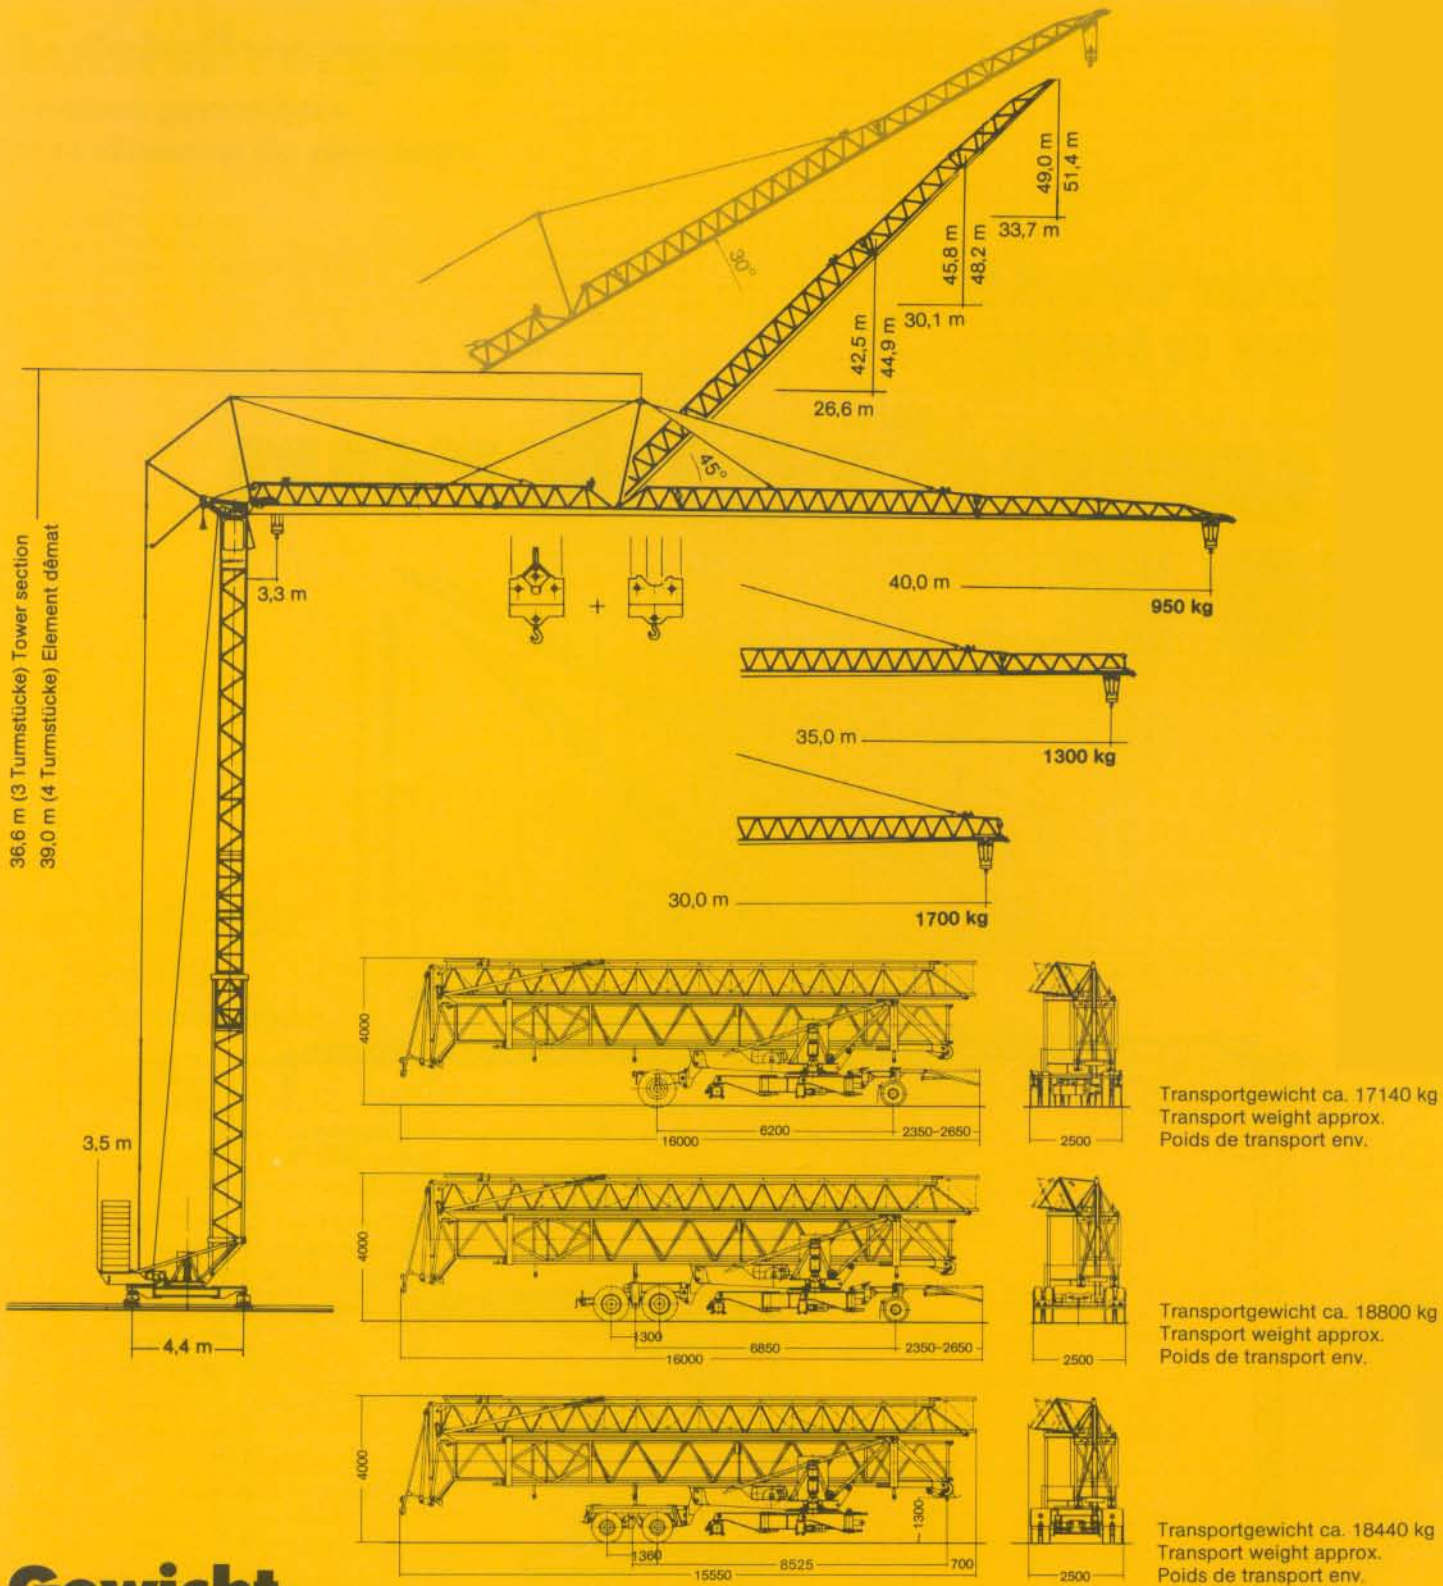 49,0 m
51,4 m
33,7 m
45,8 m
48,2 m
30,1 m
42,5 m
44,9 m
26,6 m
30°
45°
36,6 m (3 Turmstücke) Tower section
39,0 m (4 Turmstücke) Element démat
3,3 m
+
40,0 m
950 kg
35,0 m
1300 kg
30,0 m
1700 kg
3,5 m
4,4 m
4000
6200
2350-2650
16000
2500
Transportgewicht ca. 17140 kg
Transport weight approx.
Poids de transport env.
4000
1300
6850
2350-2650
16000
2500
Transportgewicht ca. 18800 kg
Transport weight approx.
Poids de transport env.
4000
1300
1360
8525
700
15550
2500
Transportgewicht ca. 18440 kg
Transport weight approx.
Poids de transport env.
Gewicht